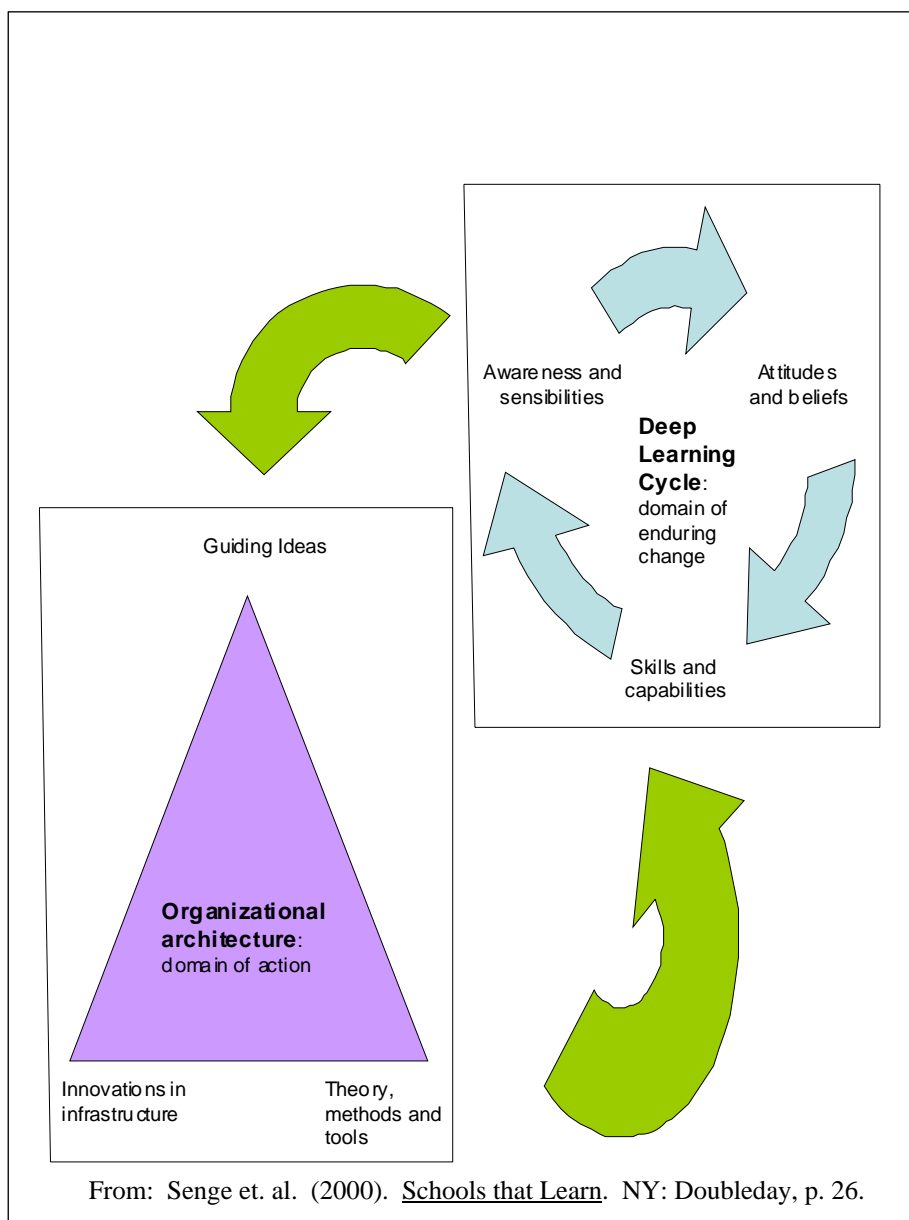 Awareness and
sensibilities
Attitudes
and beliefs
Deep
Learning
Cycle:
domain of
enduring
change
Skills and
capabilities
Guiding Ideas
Organizational
architecture:
domain of action
Innovations in
infrastructure
Theory,
methods and
tools
From: Senge et. al. (2000). Schools that Learn. NY: Doubleday, p. 26.